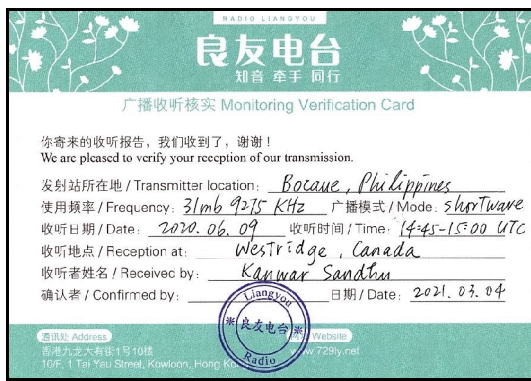 RADIO LIANGYOU
良友电台
知音 牵手 同行
广播收听核实 Monitoring Verification Card
你寄来的收听报告，我们收到了，谢谢！
We are pleased to verify your reception of our transmission.
发射站所在地 / Transmitter location: Bocaue, Philippines
使用频率 / Frequency: 31mb 9275 KHz 广播模式 / Mode: shortwave
收听日期 / Date: 2020.06.09 收听时间 / Time: 14:45-15:00 UTC
收听地点 / Reception at: Westridge, Canada
收听者姓名 / Received by: Kanwar Sandhu
确认者 / Confirmed by: 日期 / Date: 2021.03.04
Liangyou
良友电台
Radio
通讯处 Address Website
香港九龙大有街1号10楼
10/F, 1 Tai Yau Street, Kowloon, Hong Kong www.729ly.net